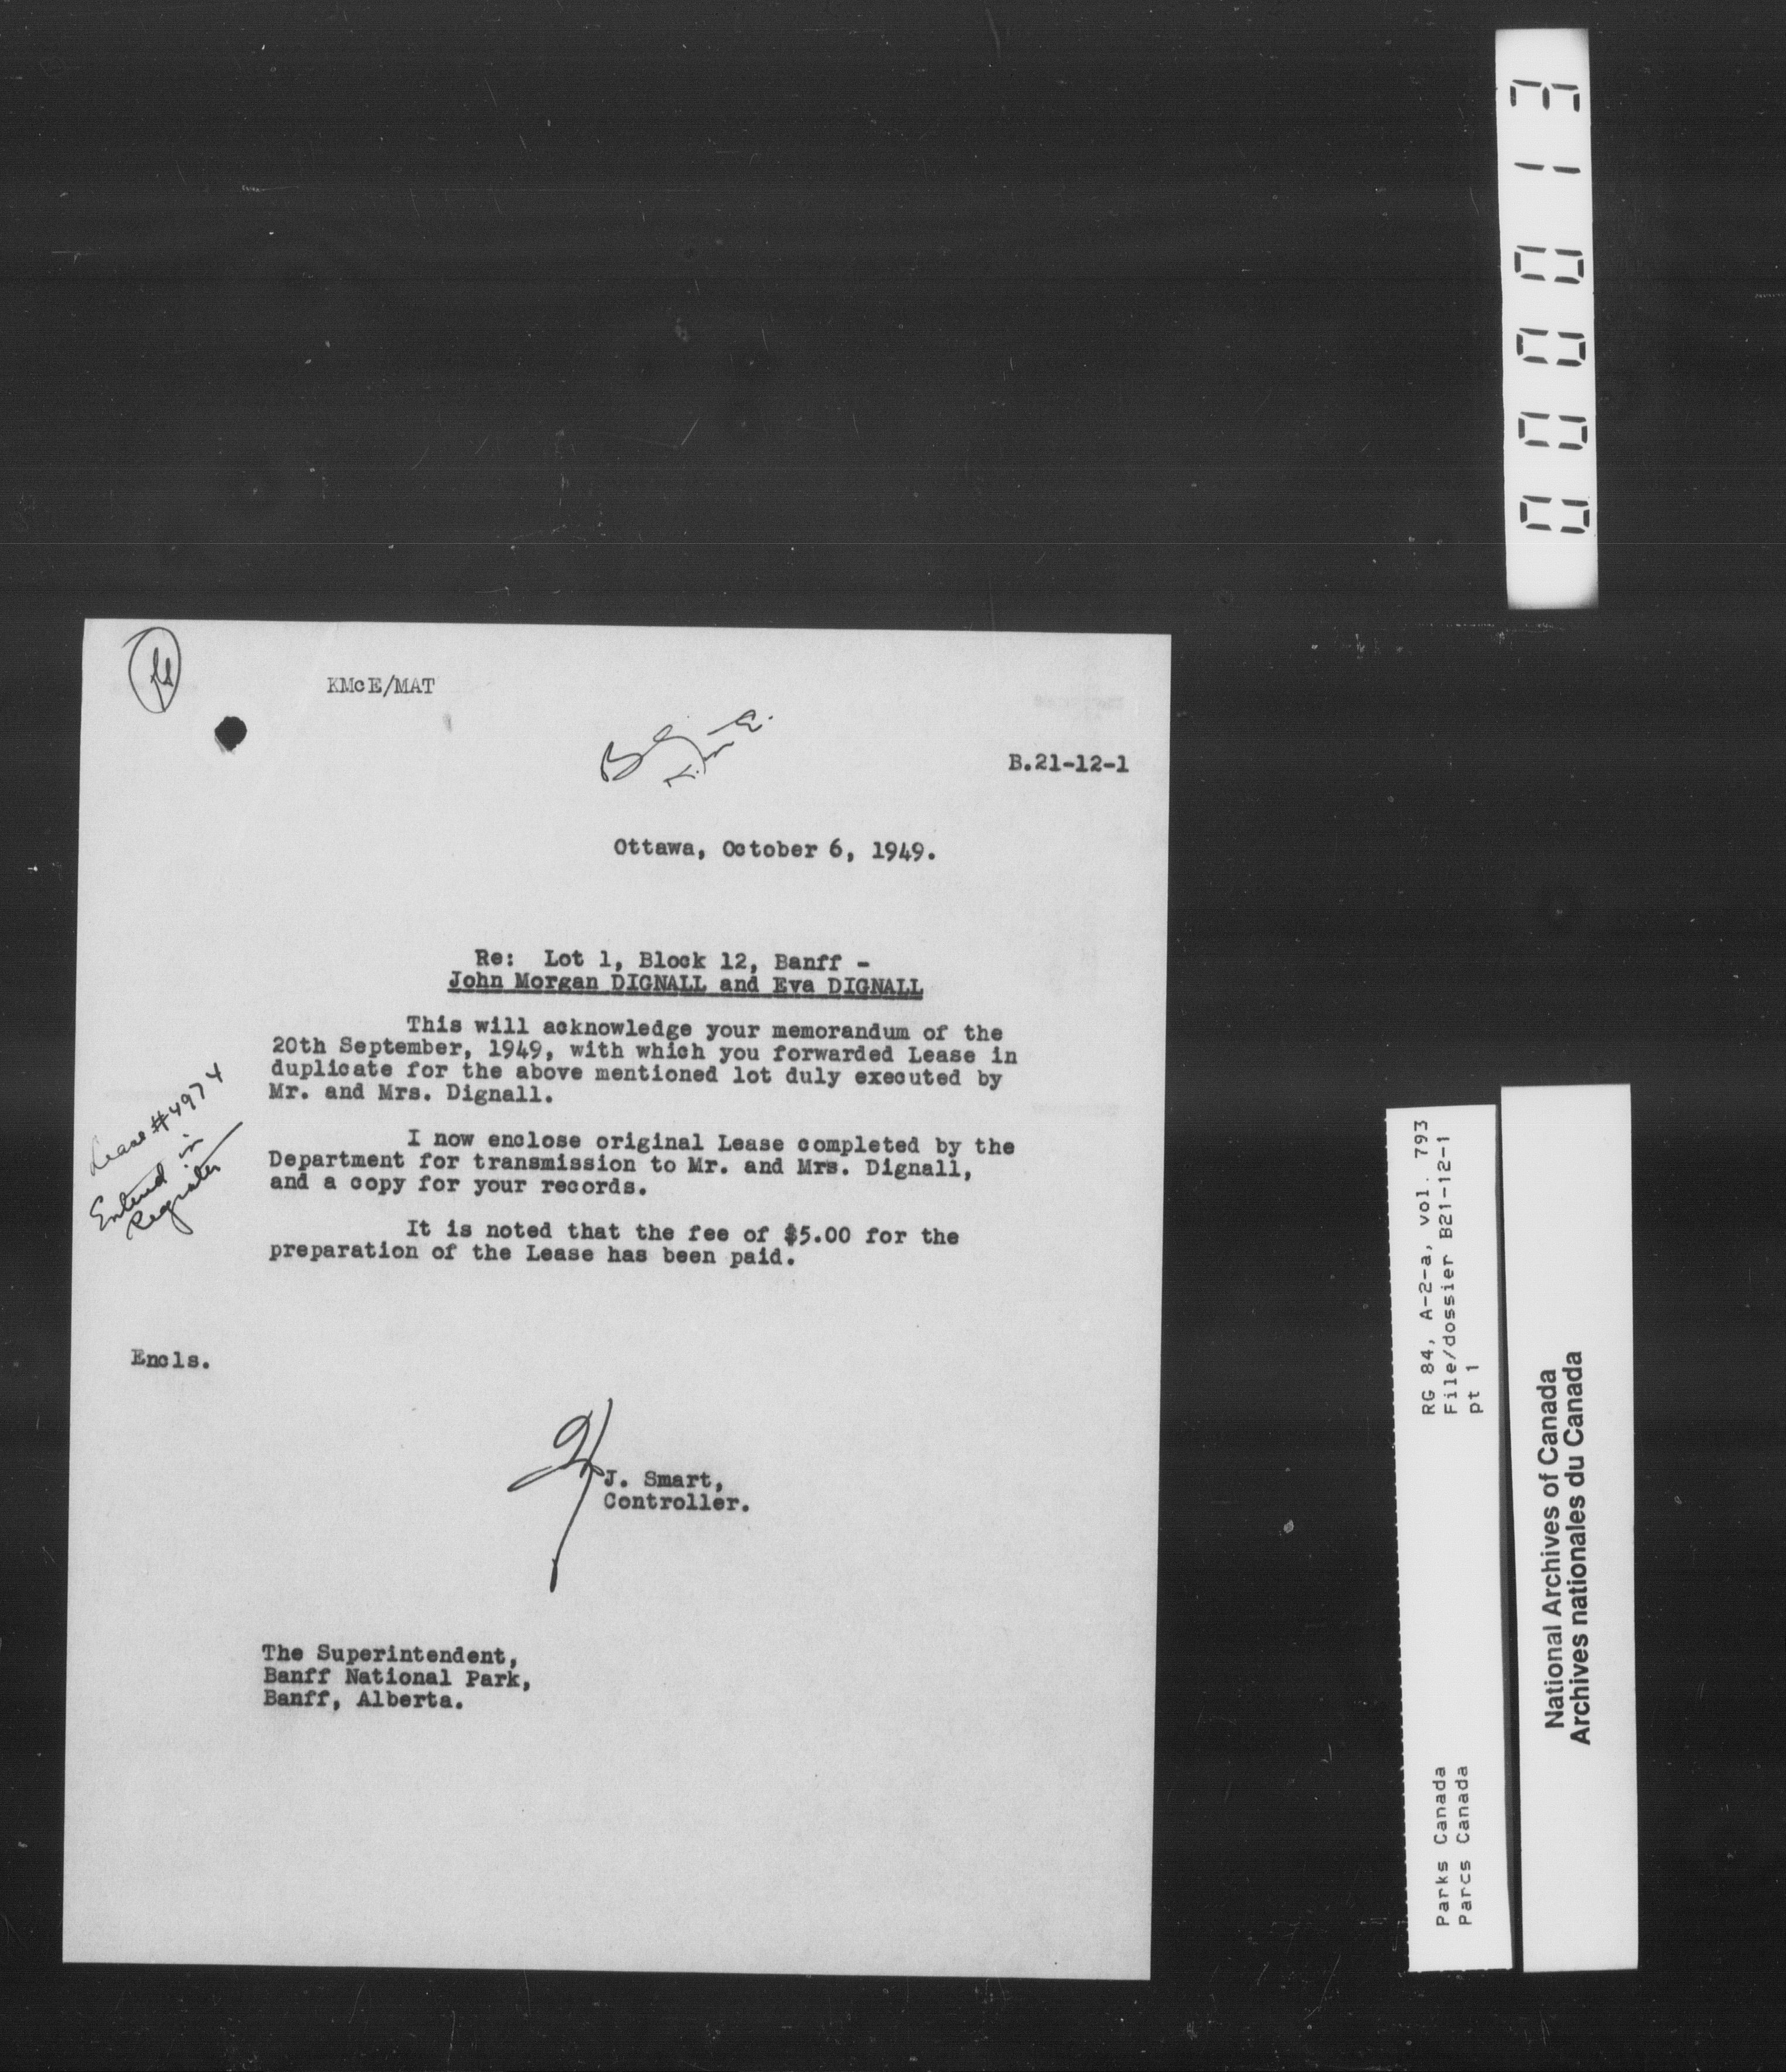 000013
KMcE/MAT
B.21-12-1
Ottawa, October 6, 1949.
Re: Lot 1, Block 12, Banff -
John Morgan DIGNALL and Eva DIGNALL
This will acknowledge your memorandum of the
20th September, 1949, with which you forwarded Lease in
duplicate for the above mentioned lot duly executed by
Mr. and Mrs. Dignall.
Lease #4974
Entered in
Register
I now enclose original Lease completed by the
Department for transmission to Mr. and Mrs. Dignall,
and a copy for your records.
It is noted that the fee of $5.00 for the
preparation of the Lease has been paid.
Encls.
J. Smart,
Controller.
The Superintendent,
Banff National Park,
Banff, Alberta.
RG 84, A-2-a, vol. 793
File/dossier B21-12-1
pt 1
Parks Canada
Parcs Canada
National Archives of Canada
Archives nationales du Canada